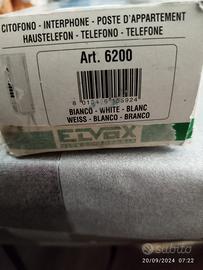 CITOFONO - INTERPHONE - POSTE D'APPARTEMENT
HAUSTELEFON - TELEFONO - TELEFONE
Art. 6200
BIANCO - WHITE - BLANC
WEISS - BLANCO - BRANCO
ELVOX
subito
20/09/2024 07:22